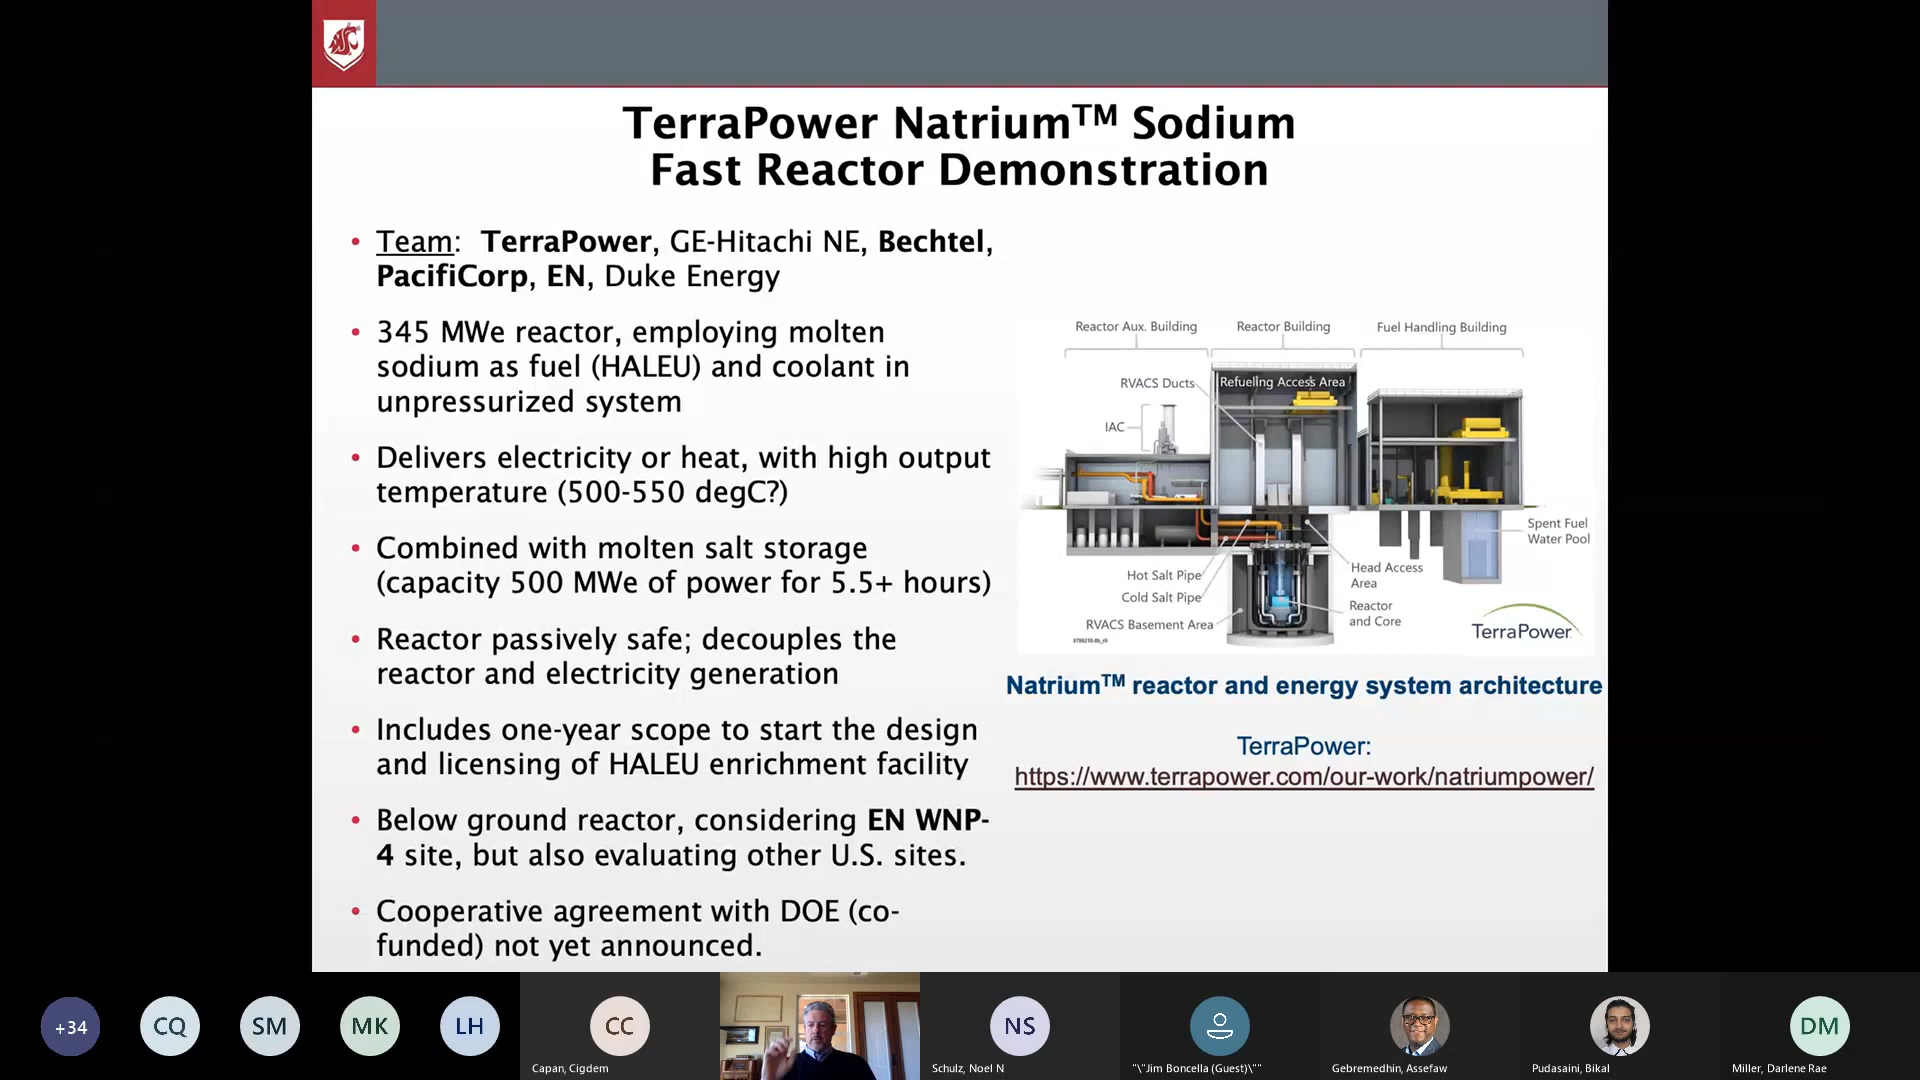 TerraPower Natrium™ Sodium
Fast Reactor Demonstration
• Team: TerraPower, GE-Hitachi NE, Bechtel,
PacifiCorp, EN, Duke Energy
• 345 MWe reactor, employing molten
sodium as fuel (HALEU) and coolant in
unpressurized system
• Delivers electricity or heat, with high output
temperature (500-550 degC?)
• Combined with molten salt storage
(capacity 500 MWe of power for 5.5+ hours)
• Reactor passively safe; decouples the
reactor and electricity generation
• Includes one-year scope to start the design
and licensing of HALEU enrichment facility
• Below ground reactor, considering EN WNP-
4 site, but also evaluating other U.S. sites.
• Cooperative agreement with DOE (co-
funded) not yet announced.
Reactor Aux. Building
Reactor Building
Fuel Handling Building
RVACS Ducts
Refueling Access Area
IAC
Spent Fuel
Water Pool
Hot Salt Pipe
Cold Salt Pipe
RVACS Basement Area
Head Access
Area
Reactor
and Core
TerraPower
Natrium™ reactor and energy system architecture
TerraPower:
https://www.terrapower.com/our-work/natriumpower/
+34
CQ
SM
MK
LH
CC
Capan, Cigdem
NS
Schulz, Noel N
"\"Jim Boncella (Guest)\""
Gebremedhin, Assefaw
Pudasaini, Bikal
DM
Miller, Darlene Rae